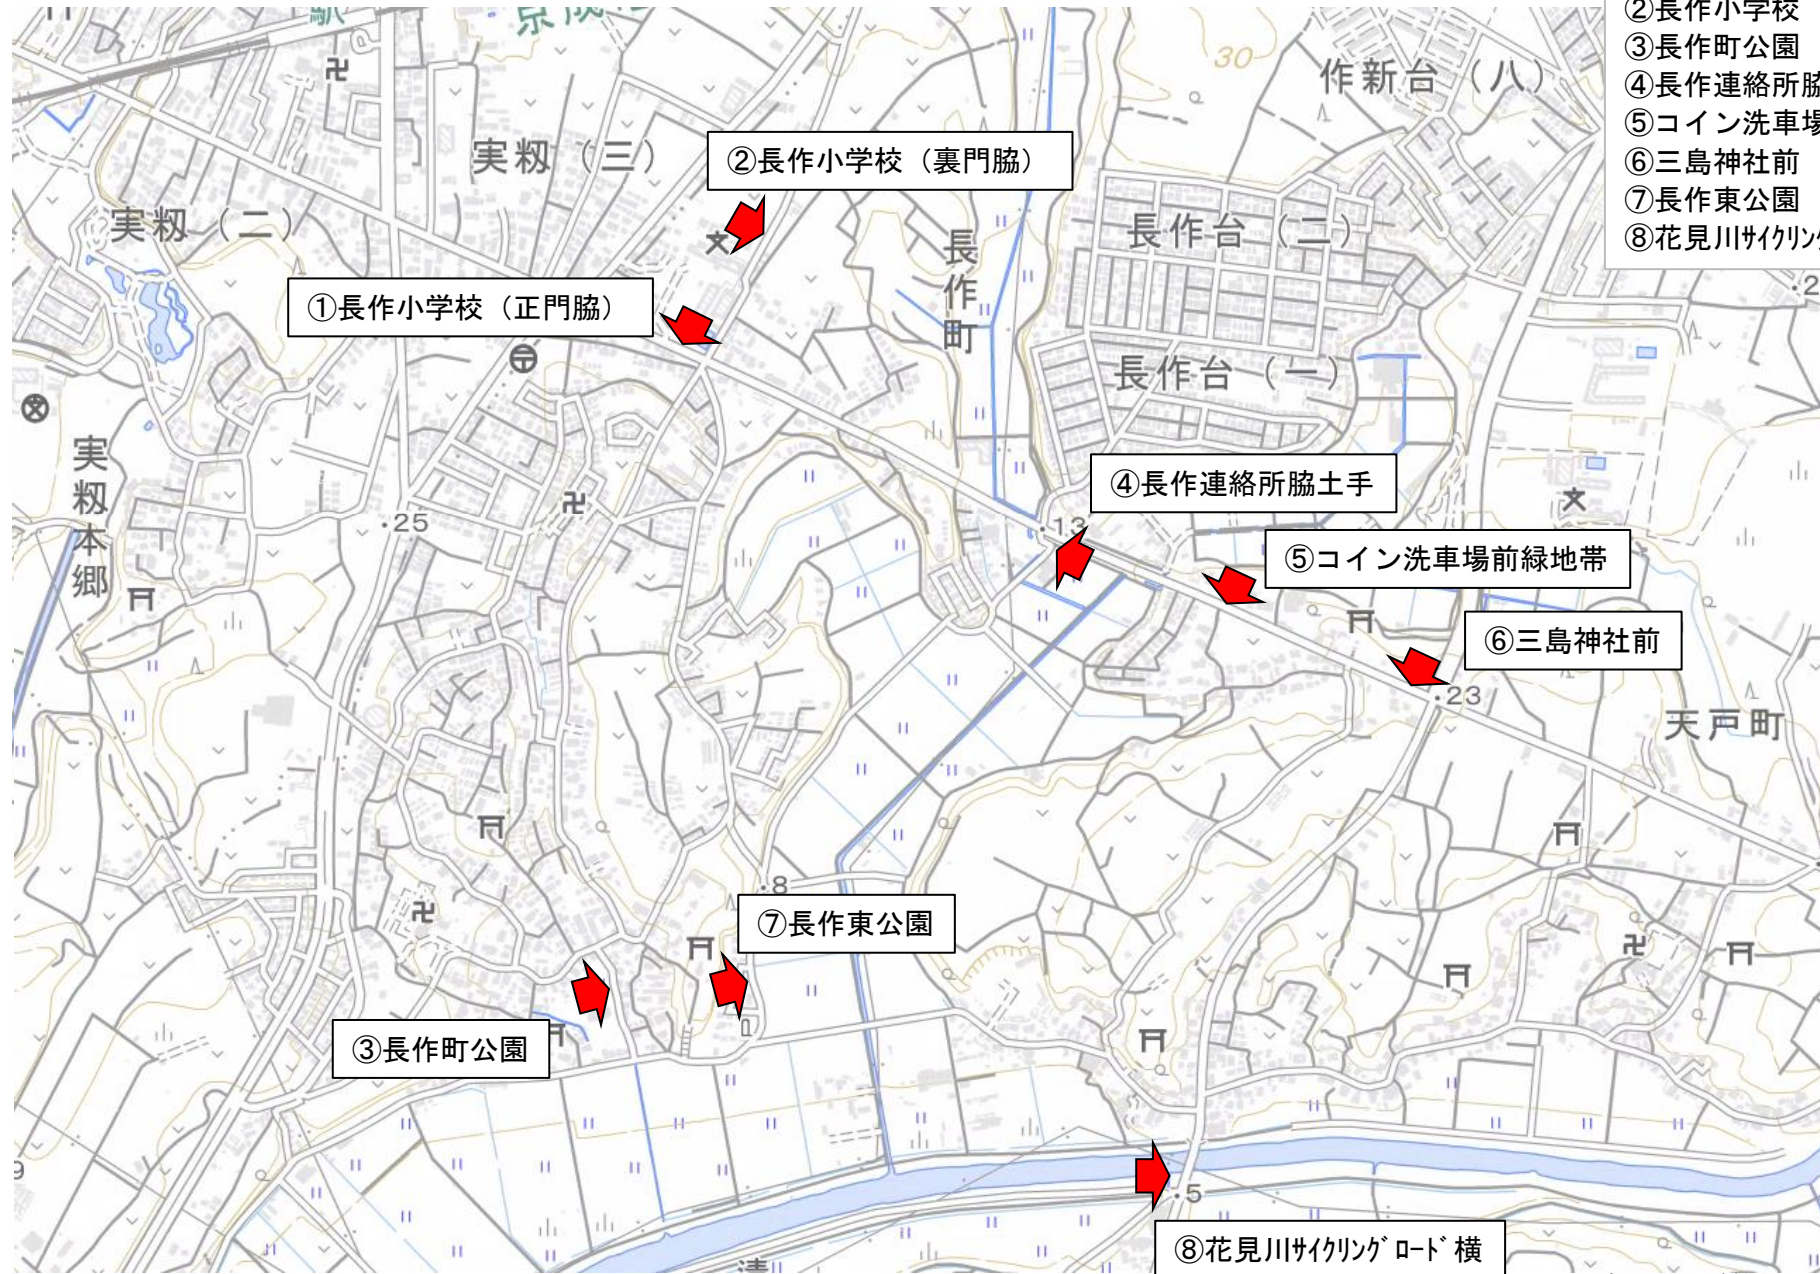 ②長作小学校
③長作町公園
④長作連絡所脇
⑤コイン洗車場
⑥三島神社前
⑦長作東公園
⑧花見川ｻｲｸﾘﾝｸﾞ
駅
京成
30
作新台（八）
実籾（三）
②長作小学校（裏門脇）
実籾（二）
長作町
長作台（二）
①長作小学校（正門脇）
長作台（一）
実籾本郷
25
④長作連絡所脇土手
13
⑤コイン洗車場前緑地帯
⑥三島神社前
23
天戸町
8
⑦長作東公園
③長作町公園
5
⑧花見川ｻｲｸﾘﾝｸﾞﾛｰﾄﾞ横